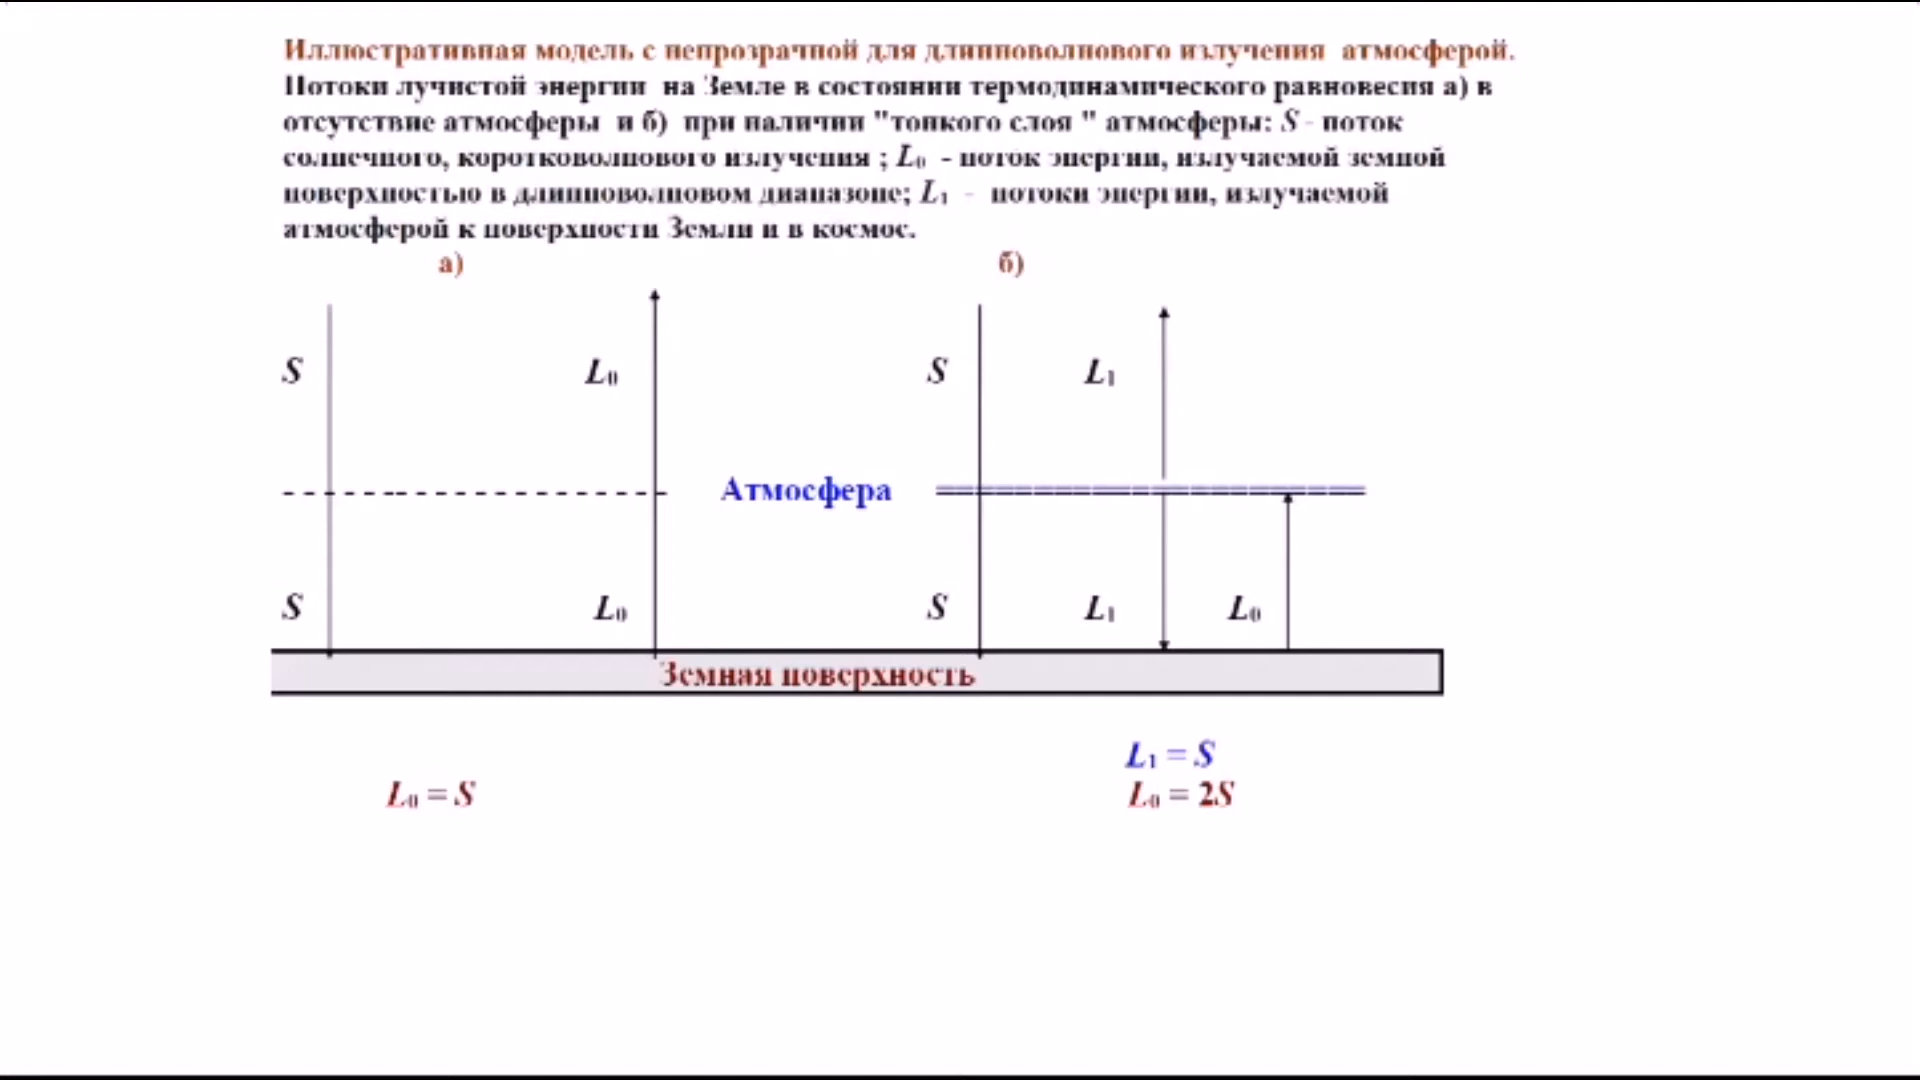 Иллюстративная модель с непрозрачной для длинноволнового излучения атмосферой.
Потоки лучистой энергии на Земле в состоянии термодинамического равновесия а) в
отсутствие атмосферы и б) при наличии "тонкого слоя " атмосферы: S - поток
солнечного, коротковолнового излучения ; L₀ - поток энергии, излучаемой земной
поверхностью в длинноволновом диапазоне; L₁ - потоки энергии, излучаемой
атмосферой к поверхности Земли и в космос.
а) б)
S L₀ S L₁
Атмосфера
S L₀ S L₁ L₀
Земная поверхность
L₁ = S
L₀ = S L₀ = 2S